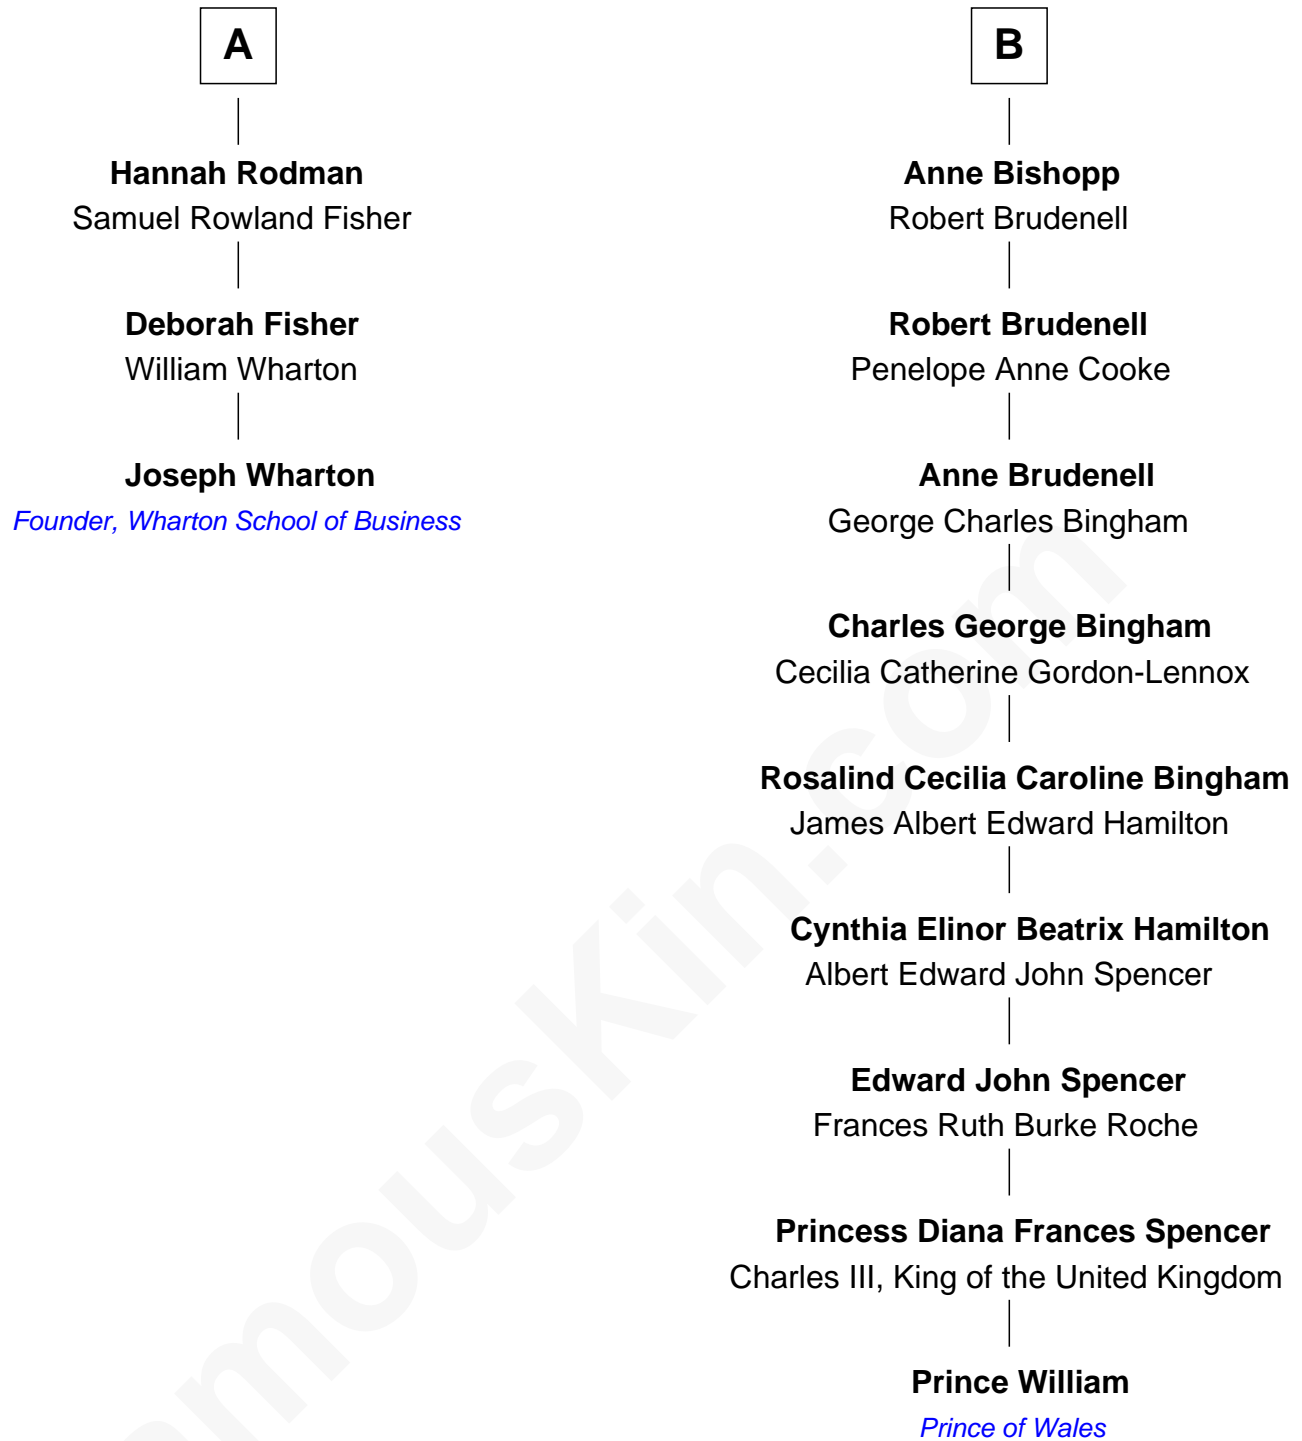 A
Hannah Rodman
Samuel Rowland Fisher
Deborah Fisher
William Wharton
Joseph Wharton
Founder, Wharton School of Business
B
Anne Bishopp
Robert Brudenell
Robert Brudenell
Penelope Anne Cooke
Anne Brudenell
George Charles Bingham
Charles George Bingham
Cecilia Catherine Gordon-Lennox
Rosalind Cecilia Caroline Bingham
James Albert Edward Hamilton
Cynthia Elinor Beatrix Hamilton
Albert Edward John Spencer
Edward John Spencer
Frances Ruth Burke Roche
Princess Diana Frances Spencer
Charles III, King of the United Kingdom
Prince William
Prince of Wales
mousKin.com